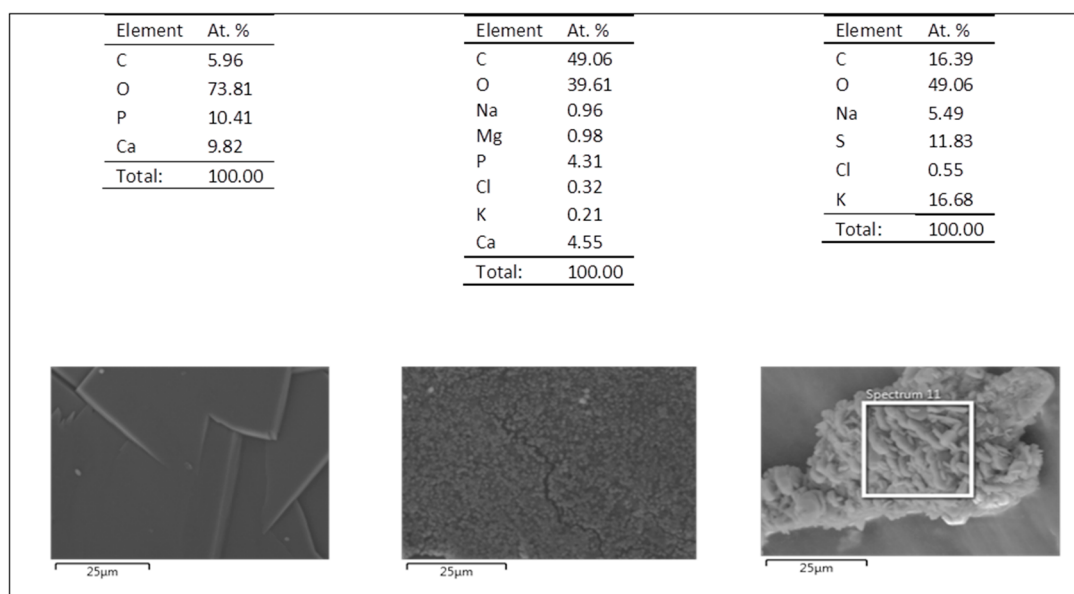 Element At. %
C 5.96
O 73.81
P 10.41
Ca 9.82
Total: 100.00
Element At. %
C 49.06
O 39.61
Na 0.96
Mg 0.98
P 4.31
Cl 0.32
K 0.21
Ca 4.55
Total: 100.00
Element At. %
C 16.39
O 49.06
Na 5.49
S 11.83
Cl 0.55
K 16.68
Total: 100.00
Spectrum 11
25µm
25µm
25µm